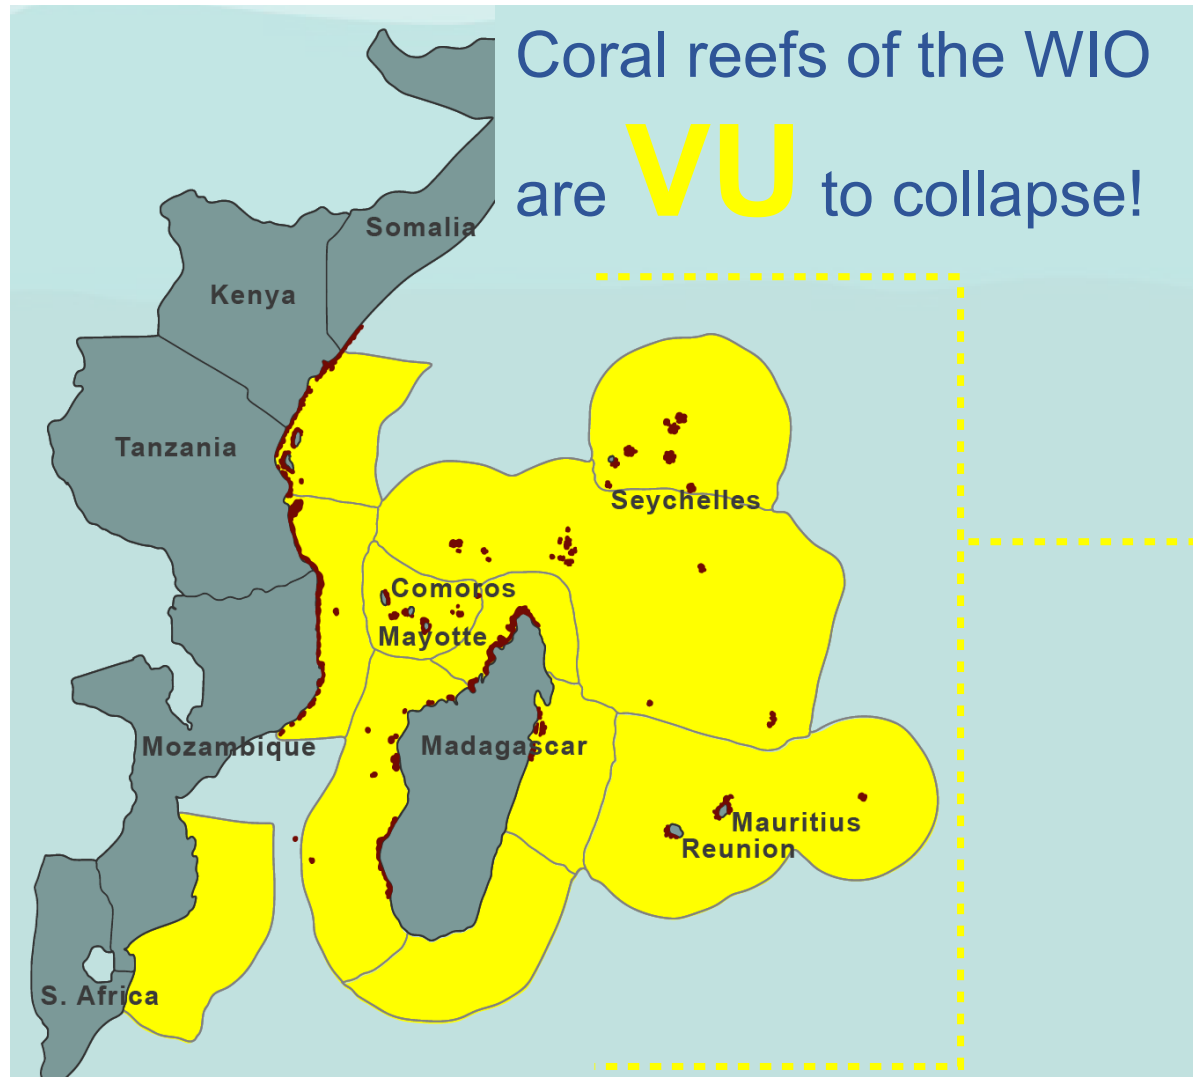 Coral reefs of the WIO
are VU to collapse!
Somalia
Kenya
Tanzania
Seychelles
Comoros
Mayotte
Mozambique
Madagascar
Mauritius
Reunion
S. Africa